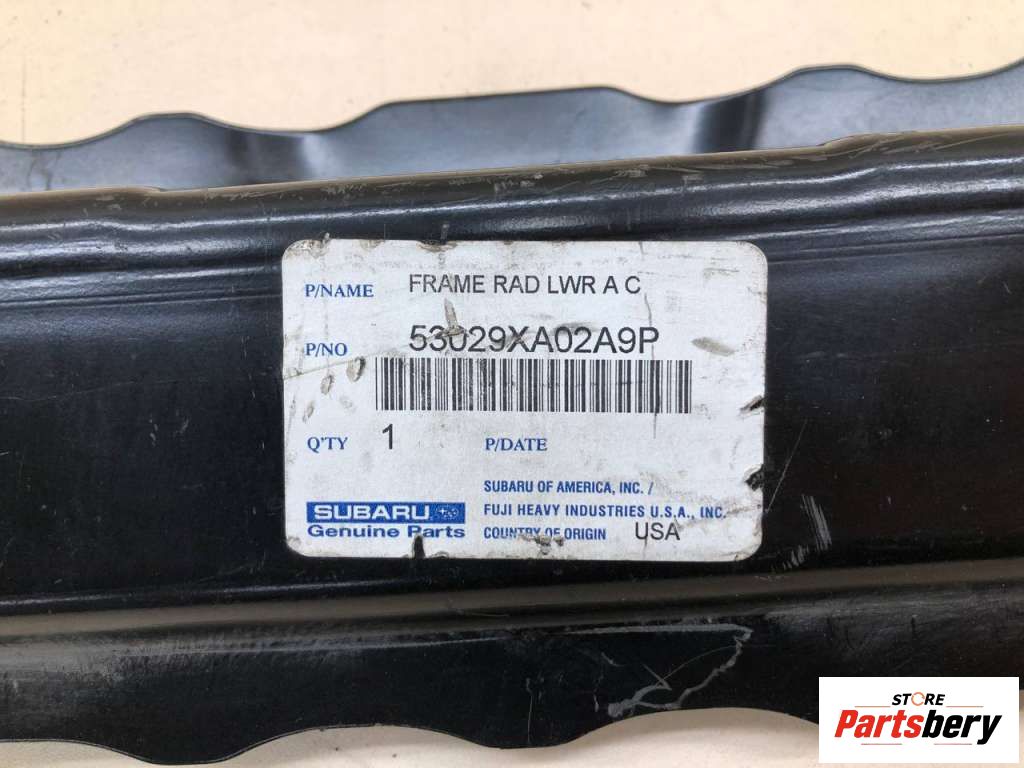 P/NAME FRAME RAD LWR A C
P/NO 53029XA02A9P
Q'TY 1 P/DATE
SUBARU OF AMERICA, INC. /
SUBARU FUJI HEAVY INDUSTRIES U.S.A., INC.
Genuine Parts COUNTRY OF ORIGIN USA
STORE
Partsbery